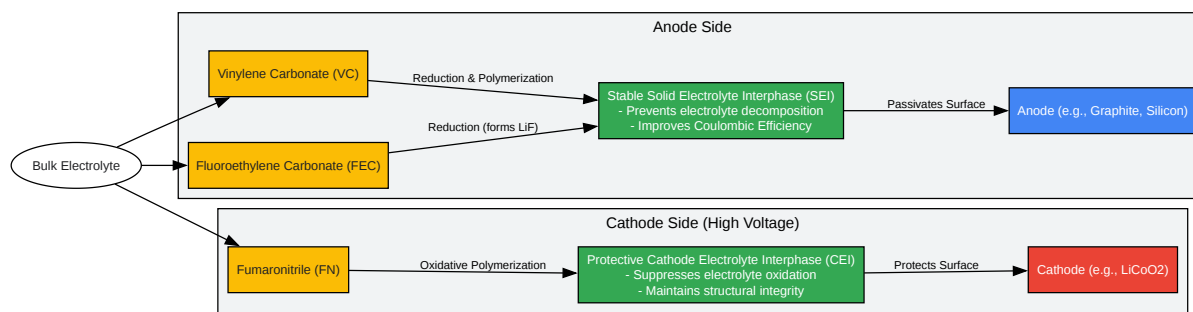 Anode Side
Vinylene Carbonate (VC)
Reduction & Polymerization
Stable Solid Electrolyte Interphase (SEI)
- Prevents electrolyte decomposition
- Improves Coulombic Efficiency
Passivates Surface
Anode (e.g., Graphite, Silicon)
Reduction (forms LiF)
Fluoroethylene Carbonate (FEC)
Bulk Electrolyte
Cathode Side (High Voltage)
Fumaronitrile (FN)
Oxidative Polymerization
Protective Cathode Electrolyte Interphase (CEI)
- Suppresses electrolyte oxidation
- Maintains structural integrity
Protects Surface
Cathode (e.g., LiCoO2)